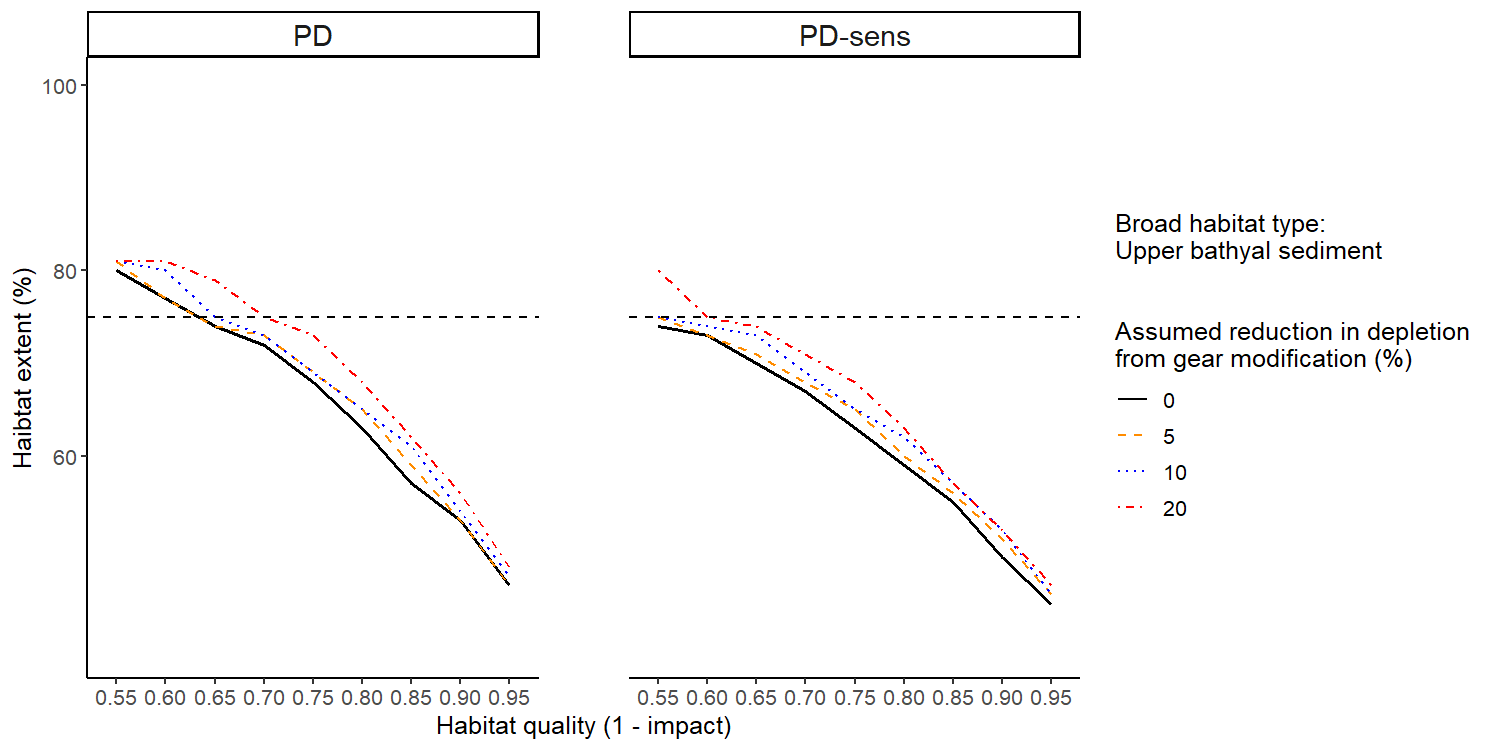 PD
PD-sens
100
80
60
Haibtat extent (%)
0.55 0.60 0.65 0.70 0.75 0.80 0.85 0.90 0.95
0.55 0.60 0.65 0.70 0.75 0.80 0.85 0.90 0.95
Habitat quality (1 - impact)
Broad habitat type:
Upper bathyal sediment
Assumed reduction in depletion
from gear modification (%)
0
5
10
20